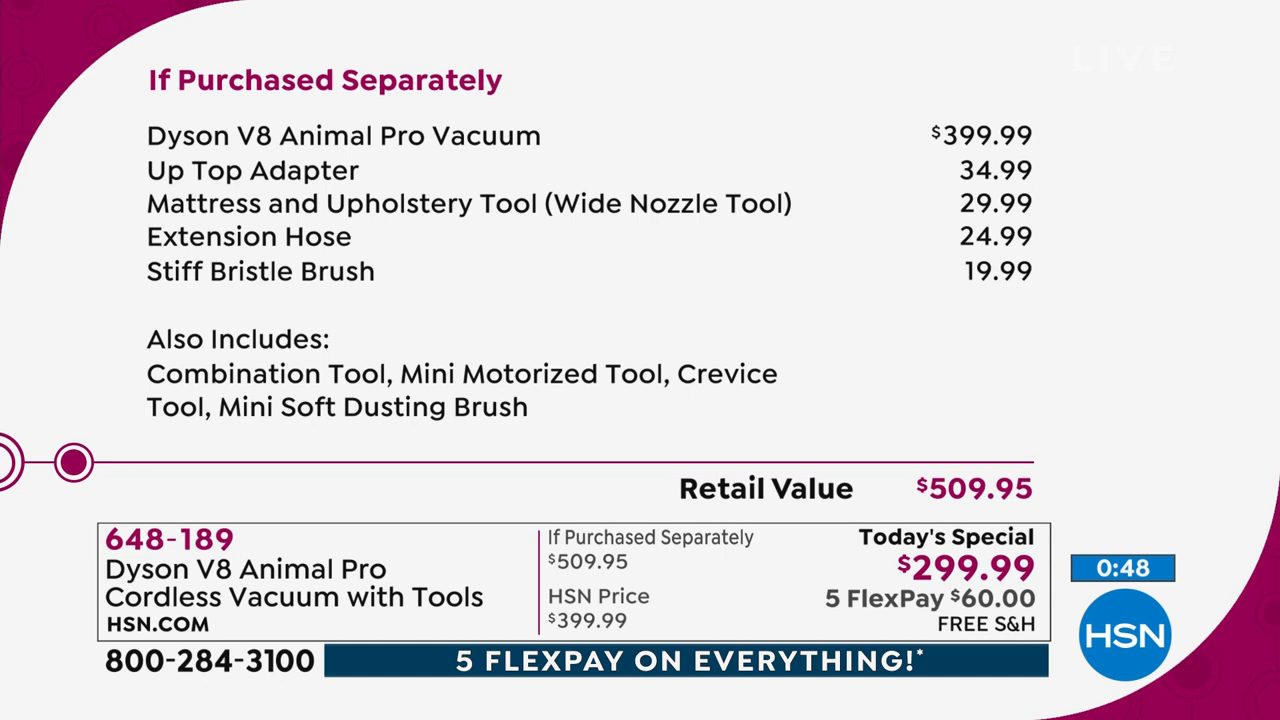 LIVE
If Purchased Separately
Dyson V8 Animal Pro Vacuum $399.99
Up Top Adapter 34.99
Mattress and Upholstery Tool (Wide Nozzle Tool) 29.99
Extension Hose 24.99
Stiff Bristle Brush 19.99
Also Includes:
Combination Tool, Mini Motorized Tool, Crevice
Tool, Mini Soft Dusting Brush
Retail Value $509.95
648-189
Dyson V8 Animal Pro
Cordless Vacuum with Tools
HSN.COM
If Purchased Separately
$509.95
HSN Price
$399.99
Today's Special
$299.99
5 FlexPay $60.00
FREE S&H
0:48
HSN
800-284-3100
5 FLEXPAY ON EVERYTHING!*